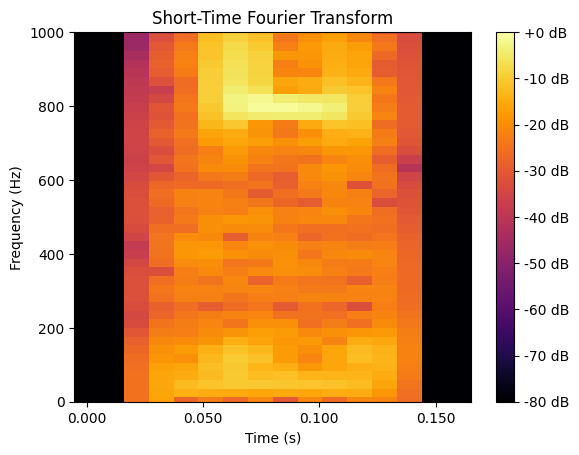 Short-Time Fourier Transform
1000
800
600
400
200
0
Frequency (Hz)
0.000
0.050
0.100
0.150
Time (s)
+0 dB
-10 dB
-20 dB
-30 dB
-40 dB
-50 dB
-60 dB
-70 dB
-80 dB